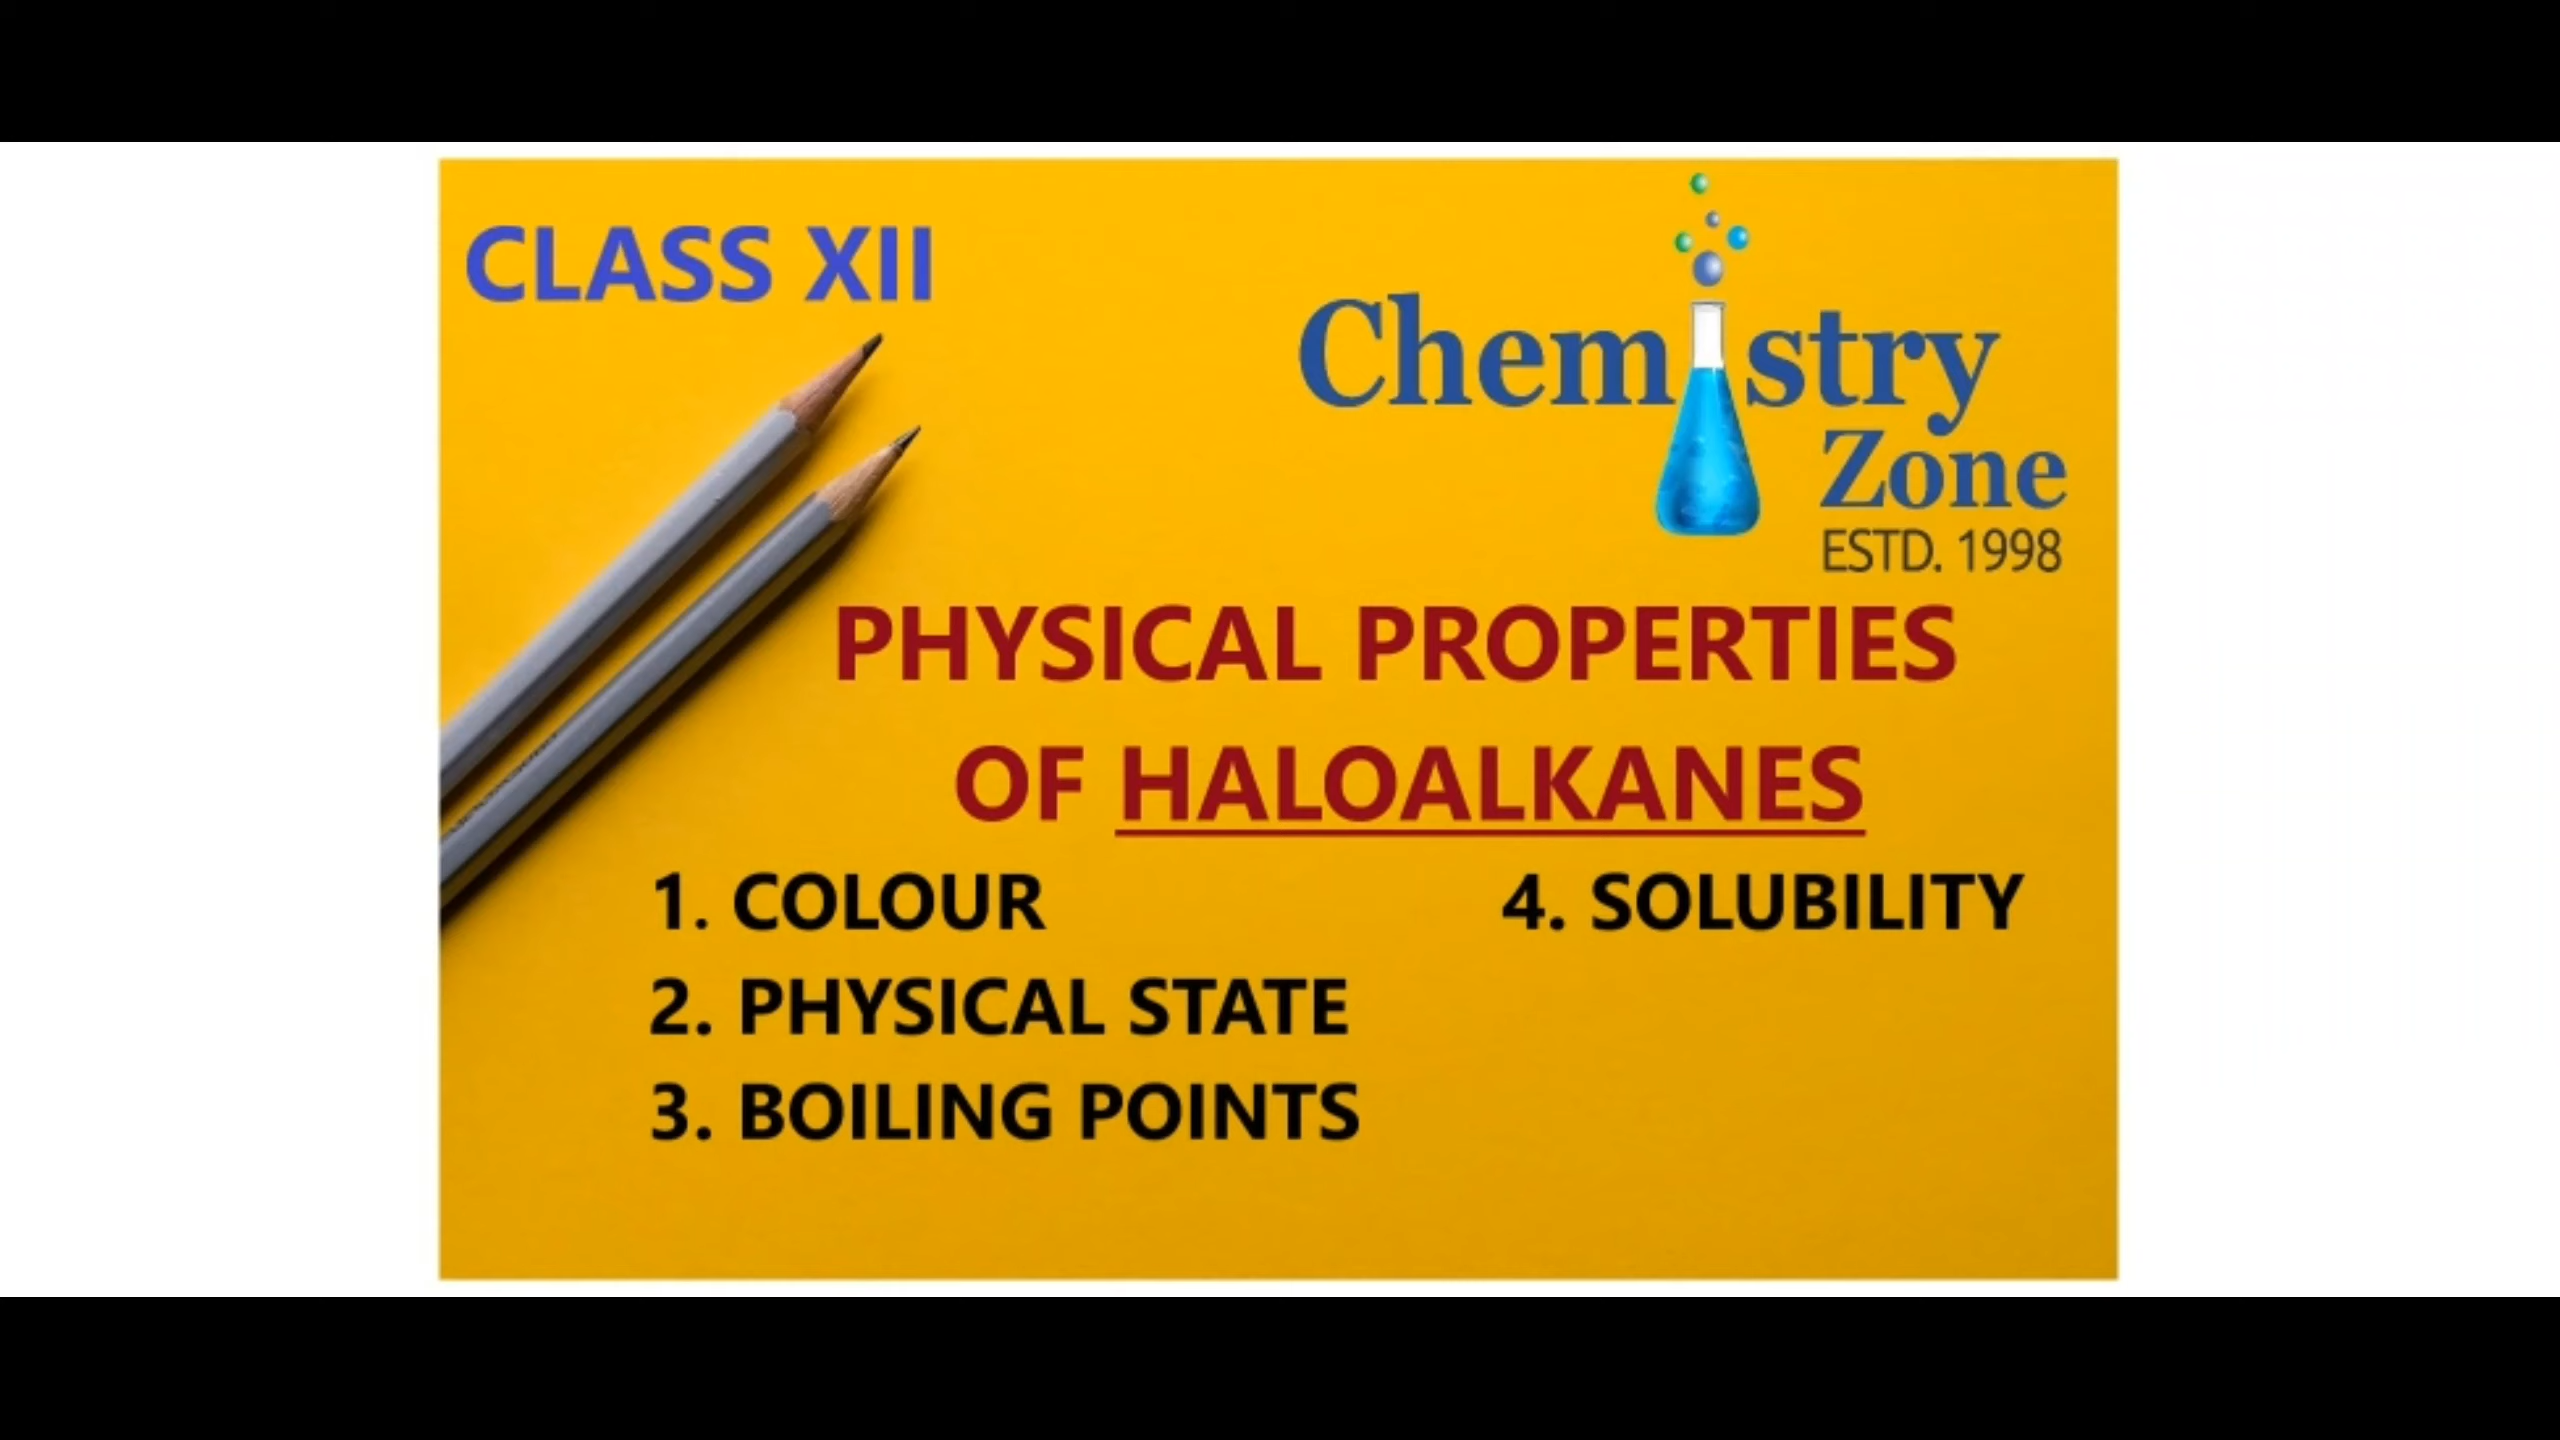 CLASS XII
Chemistry
Zone
ESTD. 1998
PHYSICAL PROPERTIES
OF HALOALKANES
1. COLOUR
2. PHYSICAL STATE
3. BOILING POINTS
4. SOLUBILITY